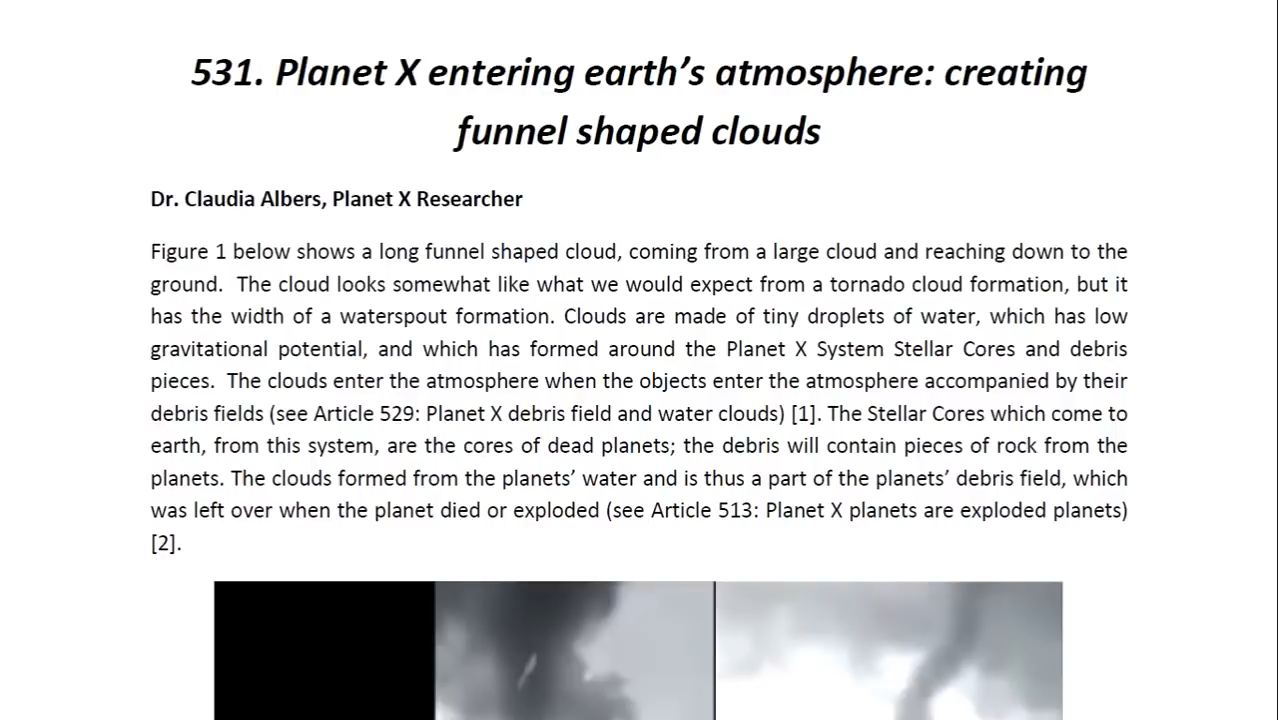 531. Planet X entering earth’s atmosphere: creating
funnel shaped clouds
Dr. Claudia Albers, Planet X Researcher
Figure 1 below shows a long funnel shaped cloud, coming from a large cloud and reaching down to the
ground.  The cloud looks somewhat like what we would expect from a tornado cloud formation, but it
has the width of a waterspout formation. Clouds are made of tiny droplets of water, which has low
gravitational potential, and which has formed around the Planet X System Stellar Cores and debris
pieces.  The clouds enter the atmosphere when the objects enter the atmosphere accompanied by their
debris fields (see Article 529: Planet X debris field and water clouds) [1]. The Stellar Cores which come to
earth, from this system, are the cores of dead planets; the debris will contain pieces of rock from the
planets. The clouds formed from the planets’ water and is thus a part of the planets’ debris field, which
was left over when the planet died or exploded (see Article 513: Planet X planets are exploded planets)
[2].